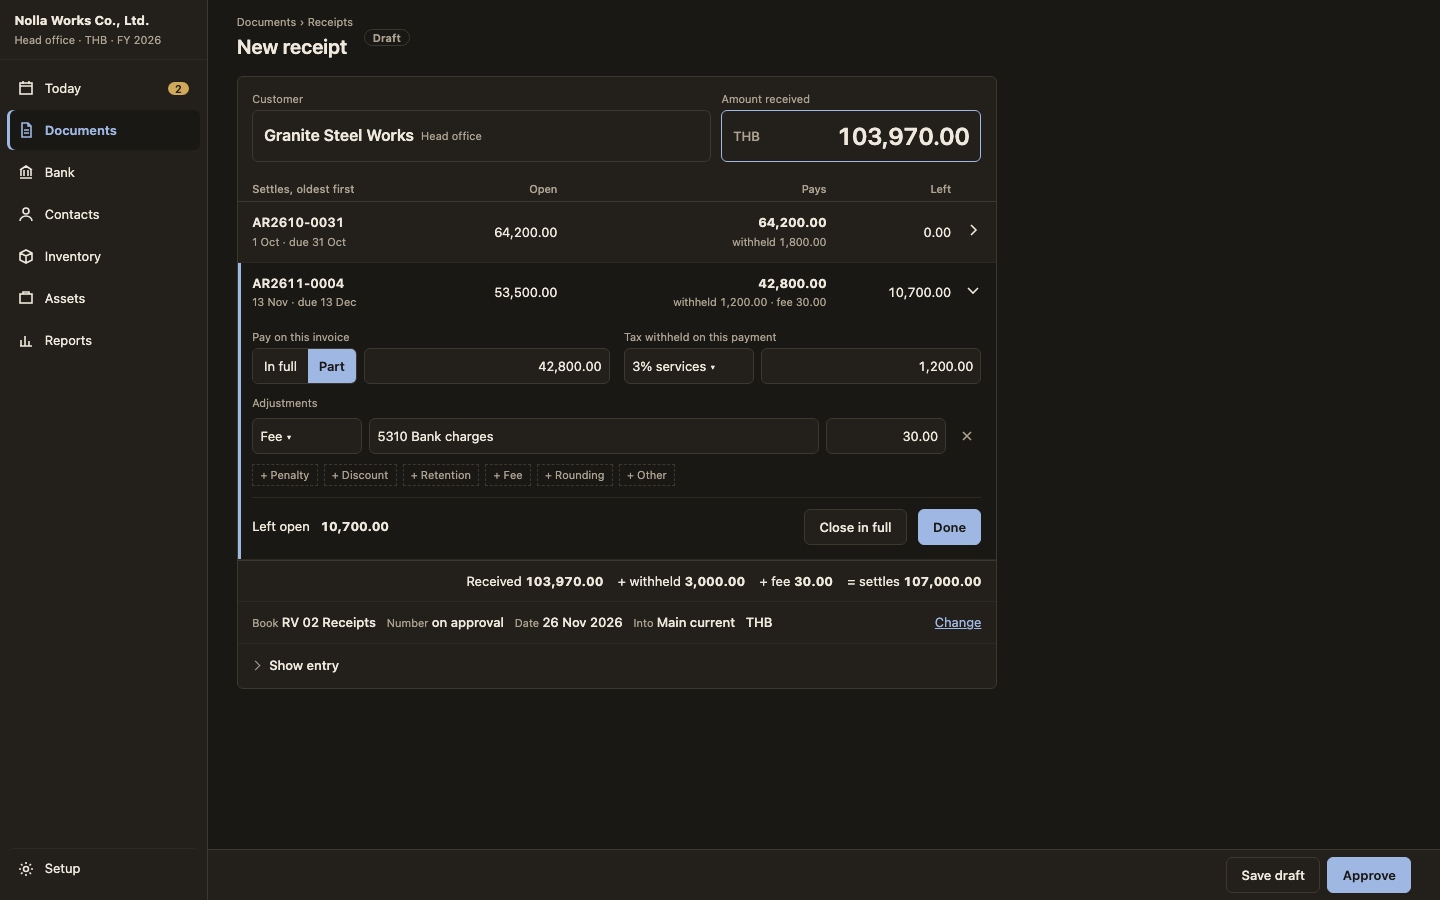 Nolla Works Co., Ltd.
Head office · THB · FY 2026
Today 2
Documents
Bank
Contacts
Inventory
Assets
Reports
Setup
Documents › Receipts
New receipt Draft
Customer Amount received
Granite Steel Works Head office THB 103,970.00
Settles, oldest first Open Pays Left
AR2610-0031 64,200.00 64,200.00 0.00
1 Oct · due 31 Oct withheld 1,800.00
AR2611-0004 53,500.00 42,800.00 10,700.00
13 Nov · due 13 Dec withheld 1,200.00 · fee 30.00
Pay on this invoice Tax withheld on this payment
In full Part 42,800.00 3% services ▾ 1,200.00
Adjustments
Fee ▾ 5310 Bank charges 30.00 ✕
+ Penalty + Discount + Retention + Fee + Rounding + Other
Left open 10,700.00 Close in full Done
Received 103,970.00 + withheld 3,000.00 + fee 30.00 = settles 107,000.00
Book RV 02 Receipts Number on approval Date 26 Nov 2026 Into Main current THB Change
Show entry
Save draft Approve